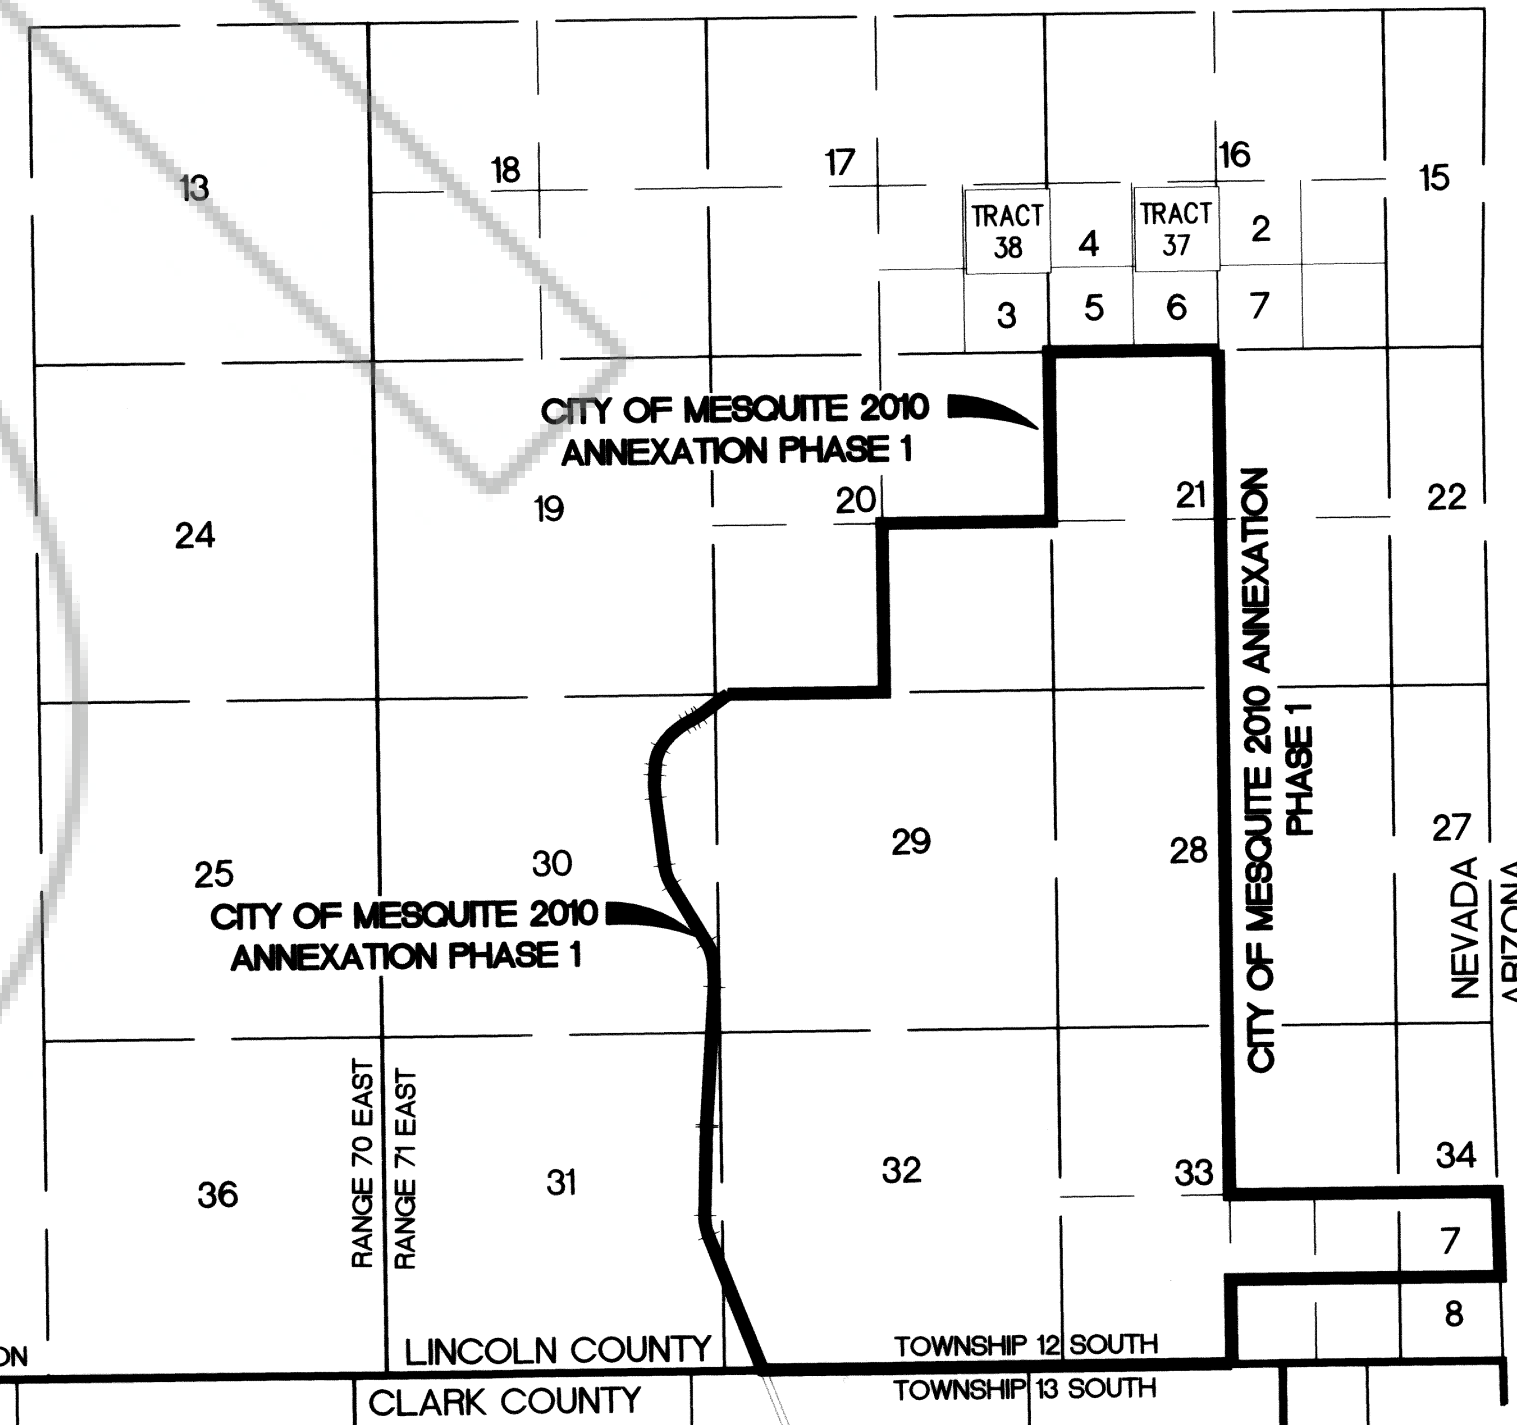 18
17
16
13
15
TRACT
38
4
TRACT
37
2
3
5
6
7
CITY OF MESQUITE 2010
ANNEXATION PHASE 1
20
21
22
19
24
CITY OF MESQUITE 2010 ANNEXATION
PHASE 1
29
28
27
30
25
NEVADA
ARIZONA
CITY OF MESQUITE 2010
ANNEXATION PHASE 1
RANGE 70 EAST
RANGE 71 EAST
36
31
32
33
34
7
8
LINCOLN COUNTY
TOWNSHIP 12 SOUTH
ON
CLARK COUNTY
TOWNSHIP 13 SOUTH